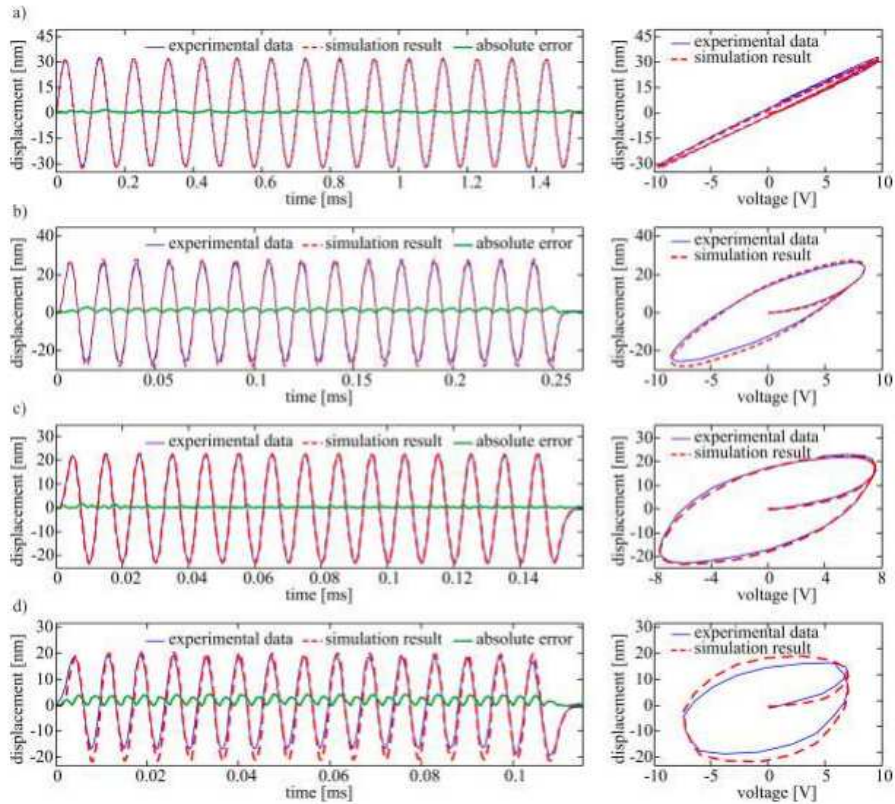 a)
displacement [nm]
45
30
15
0
-15
-30
experimental data simulation result absolute error
0 0.2 0.4 0.6 0.8 1 1.2 1.4
time [ms]
displacement [nm]
45
30
15
0
-15
-30
experimental data
simulation result
-10 -5 0 5 10
voltage [V]
b)
displacement [nm]
40
20
0
-20
experimental data simulation result absolute error
0.05 0.1 0.15 0.2 0.25
time [ms]
displacement [nm]
40
20
0
-20
experimental data
simulation result
-10 -5 0 5 10
voltage [V]
c)
displacement [nm]
30
20
10
0
-10
-20
experimental data simulation result absolute error
0 0.02 0.04 0.06 0.08 0.1 0.12 0.14
time [ms]
displacement [nm]
30
20
10
0
-10
-20
experimental data
simulation result
-8 -4 0 4 8
voltage [V]
d)
displacement [nm]
30
20
10
0
-10
-20
experimental data simulation result absolute error
0 0.02 0.04 0.06 0.08 0.1
time [ms]
displacement [nm]
30
20
10
0
-10
-20
experimental data
simulation result
-10 -5 0 5 10
voltage [V]